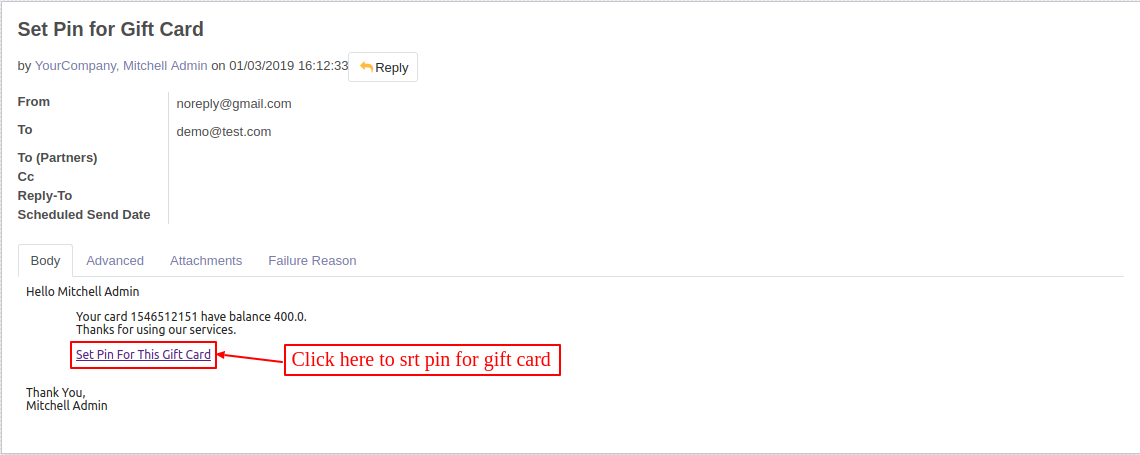 Set Pin for Gift Card
by YourCompany, Mitchell Admin on 01/03/2019 16:12:33 Reply
From noreply@gmail.com
To demo@test.com
To (Partners)
Cc
Reply-To
Scheduled Send Date
Body Advanced Attachments Failure Reason
Hello Mitchell Admin
Your card 1546512151 have balance 400.0.
Thanks for using our services.
Set Pin For This Gift Card Click here to srt pin for gift card
Thank You,
Mitchell Admin